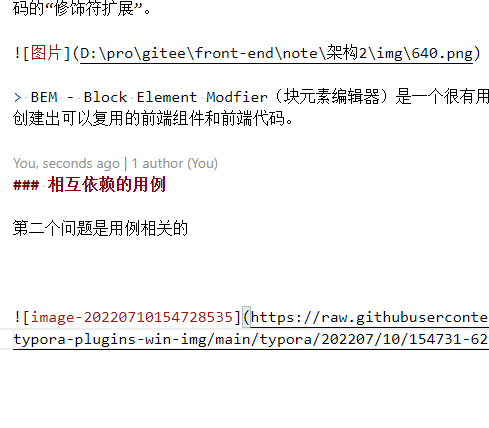 码的“修饰符扩展”。
![图片](D:\pro\gitee\front-end\note\架构2\img\640.png)
> BEM - Block Element Modfier（块元素编辑器）是一个很有用
创建出可以复用的前端组件和前端代码。
You, seconds ago | 1 author (You)
### 相互依赖的用例
第二个问题是用例相关的
![image-20220710154728535](https://raw.githubuserconte
typora-plugins-win-img/main/typora/202207/10/154731-62